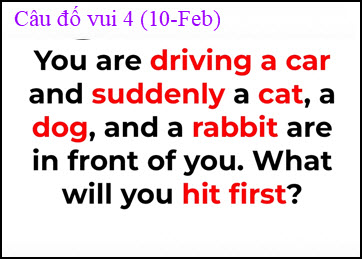 Câu đố vui 4 (10-Feb)
You are driving a car
and suddenly a cat, a
dog, and a rabbit are
in front of you. What
will you hit first?